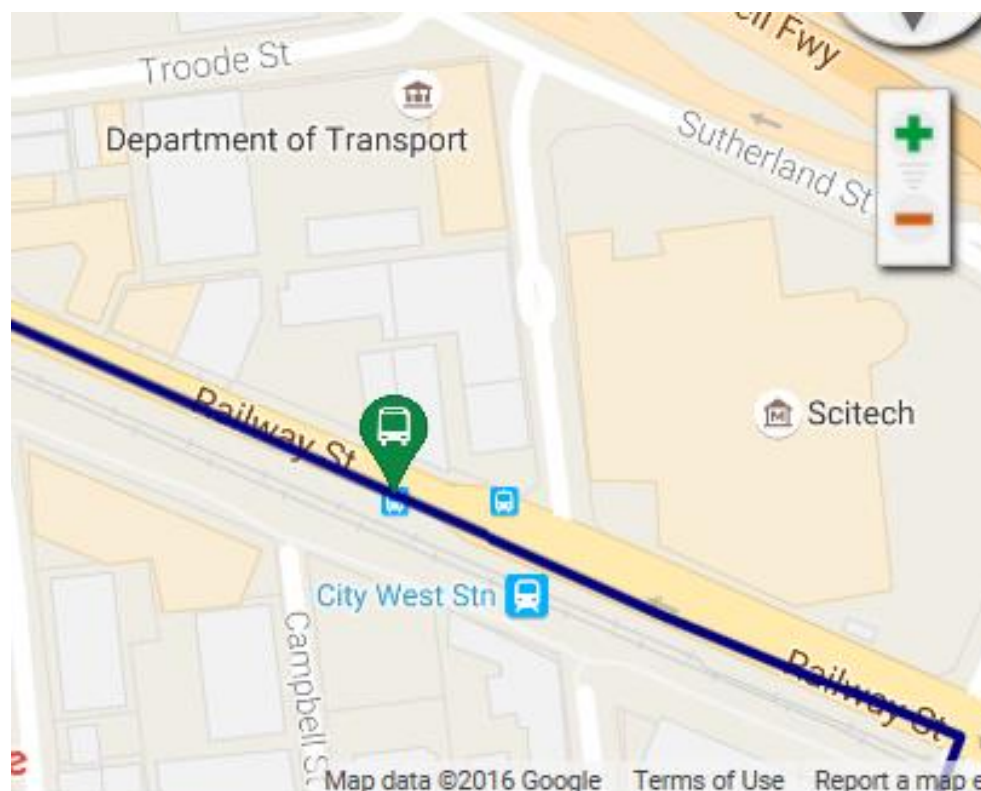 Troode St
Department of Transport
Fwy
Sutherland St
Scitech
Railway St
City West Stn
Campbell St
Railway St
Map data ©2016 Google Terms of Use Report a map